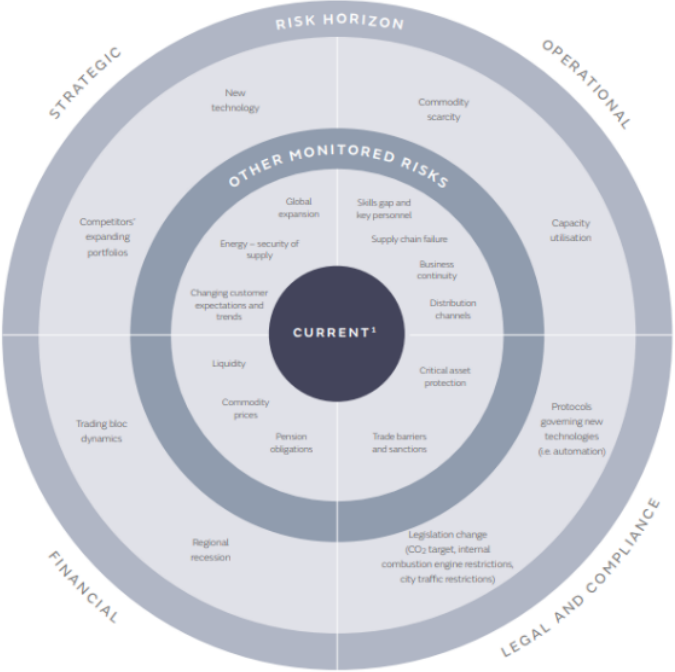 RISK HORIZON
STRATEGIC
OPERATIONAL
New
technology
Commodity
scarcity
OTHER MONITORED RISKS
Competitors'
expanding
portfolios
Capacity
utilisation
Global
expansion
Skills gap and
key personnel
Energy – security of
supply
Supply chain failure
Business
continuity
Changing customer
expectations and
trends
Distribution
channels
CURRENT¹
Liquidity
Critical asset
protection
Commodity
prices
Pension
obligations
Trade barriers
and sanctions
Trading bloc
dynamics
Protocols
governing new
technologies
(i.e. automation)
Regional
recession
Legislation change
(CO₂ target, internal
combustion engine restrictions,
city traffic restrictions)
FINANCIAL
LEGAL AND COMPLIANCE